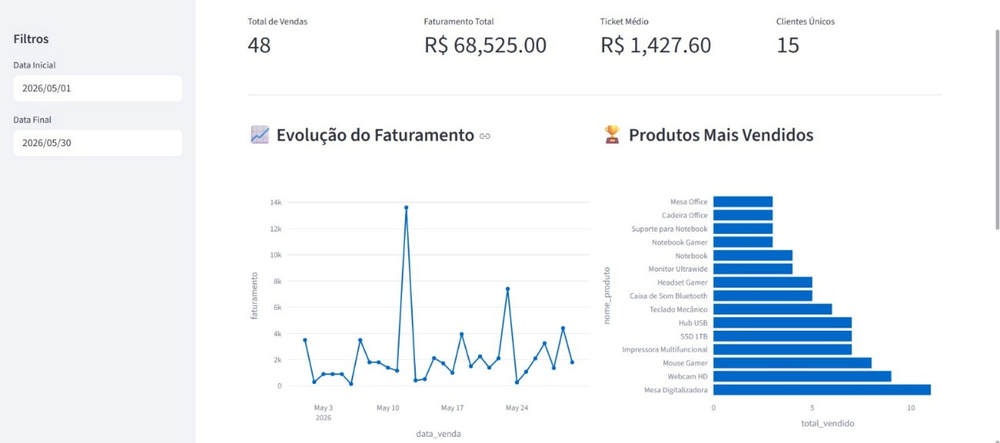 Filtros
Data Inicial
2026/05/01
Data Final
2026/05/30
Total de Vendas
48
Faturamento Total
R$ 68,525.00
Ticket Médio
R$ 1,427.60
Clientes Únicos
15
Evolução do Faturamento
14k
12k
10k
8k
6k
4k
2k
0
faturamento
May 3
2026
May 10
May 17
May 24
data_venda
Produtos Mais Vendidos
nome_produto
Mesa Office
Cadeira Office
Suporte para Notebook
Notebook Gamer
Notebook
Monitor Ultrawide
Headset Gamer
Caixa de Som Bluetooth
Teclado Mecânico
Hub USB
SSD 1TB
Impressora Multifuncional
Mouse Gamer
Webcam HD
Mesa Digitalizadora
0
5
10
total_vendido